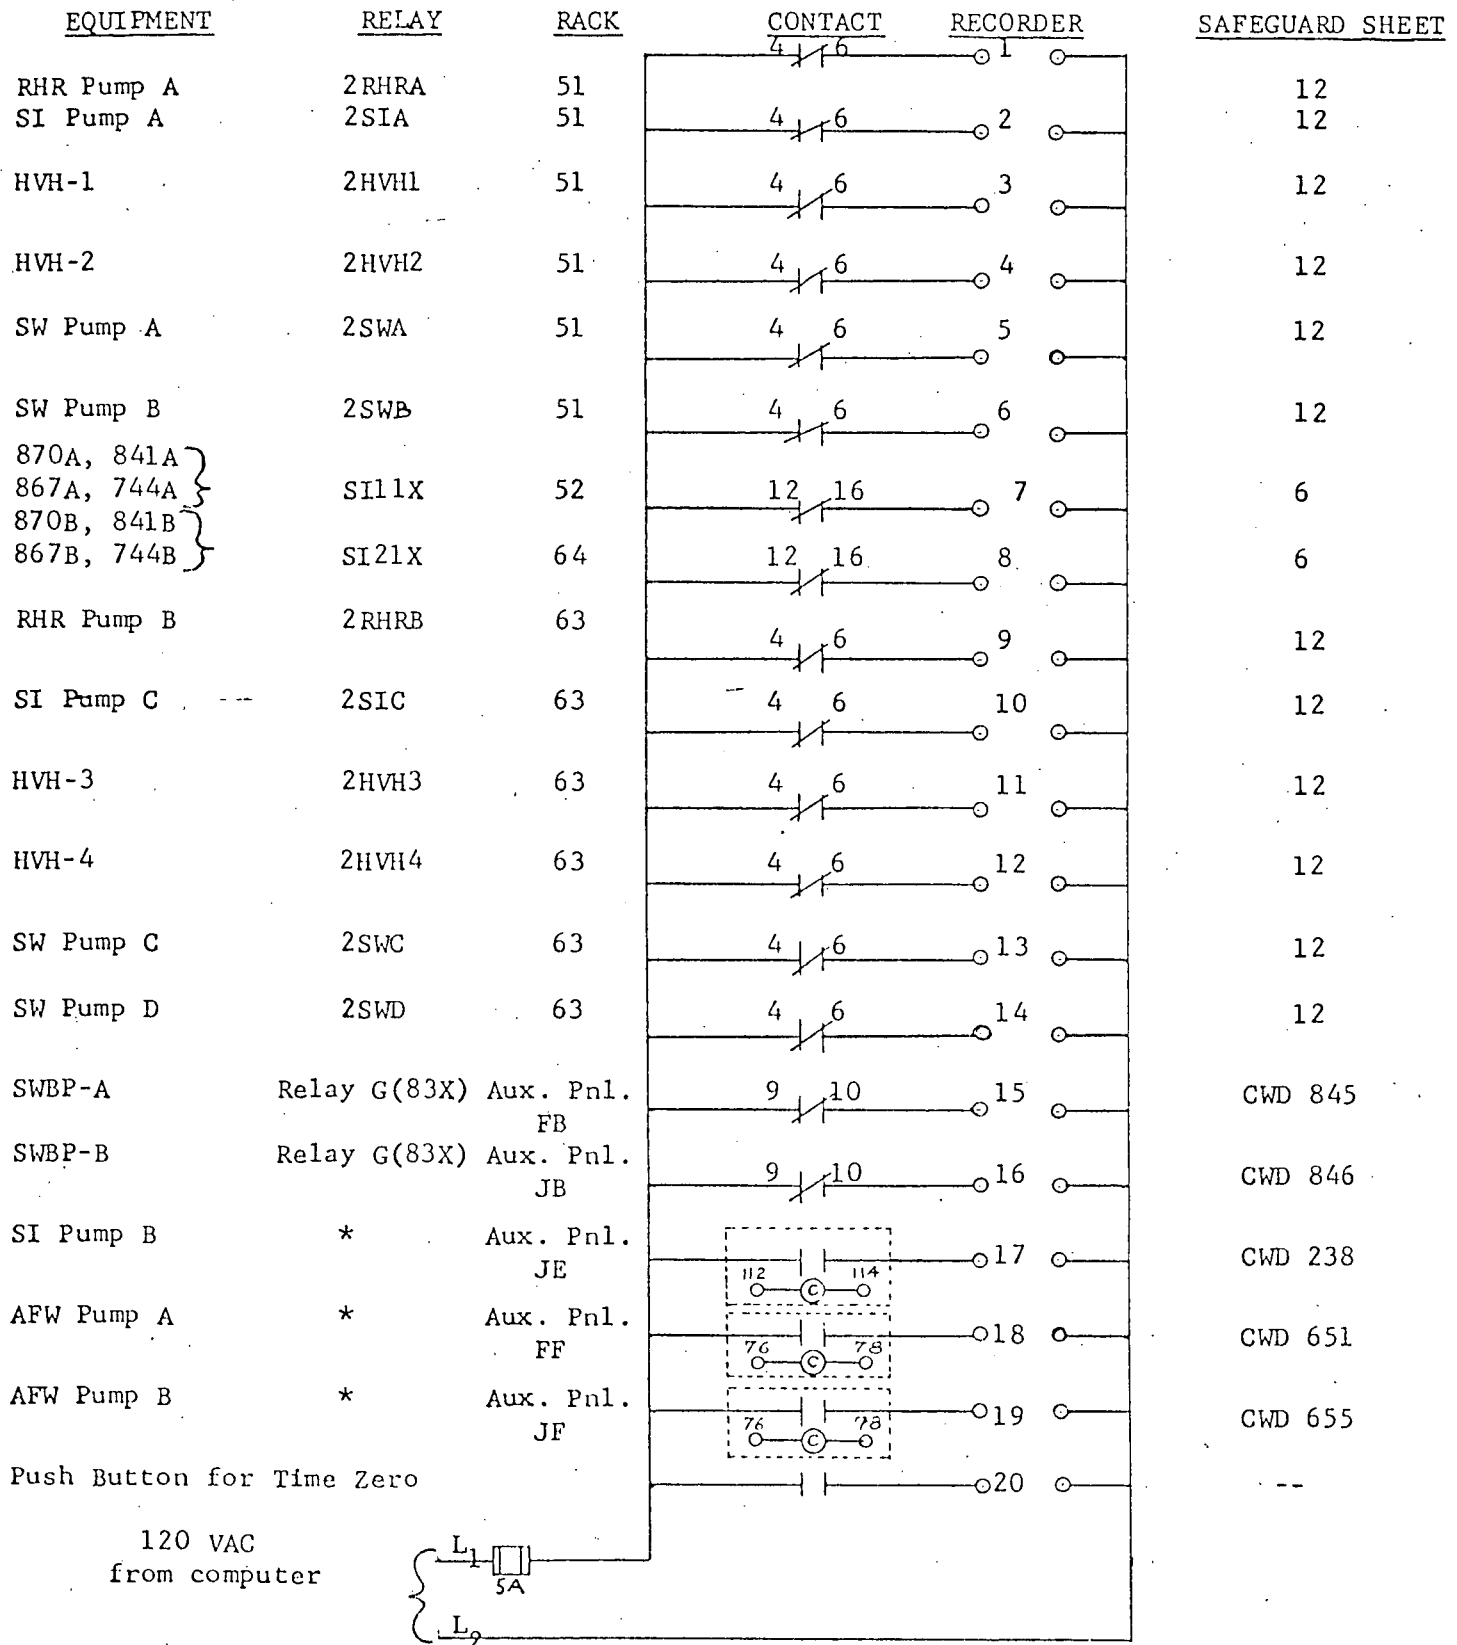 EQUIPMENT RELAY RACK CONTACT RECORDER SAFEGUARD SHEET
4 6 1
RHR Pump A 2RHRA 51 12
SI Pump A 2SIA 51 4 6 2 12
HVH-1 2HVH1 51 4 6 3 12
HVH-2 2HVH2 51 4 6 4 12
SW Pump A 2SWA 51 4 6 5 12
SW Pump B 2SWB 51 4 6 6 12
870A, 841A
867A, 744A SI11X 52 12 16 7 6
870B, 841B
867B, 744B SI21X 64 12 16 8 6
RHR Pump B 2RHRB 63 4 6 9 12
SI Pump C 2SIC 63 4 6 10 12
HVH-3 2HVH3 63 4 6 11 12
HVH-4 2HVH4 63 4 6 12 12
SW Pump C 2SWC 63 4 6 13 12
SW Pump D 2SWD 63 4 6 14 12
SWBP-A Relay G(83X) Aux. Pnl. 9 10 15 CWD 845
FB
SWBP-B Relay G(83X) Aux. Pnl. 9 10 16 CWD 846
JB
SI Pump B * Aux. Pnl. 17 CWD 238
JE 112 C 114
AFW Pump A * Aux. Pnl. 18 CWD 651
FF 76 C 78
AFW Pump B * Aux. Pnl. 19 CWD 655
JF 76 C 78
Push Button for Time Zero 20 --
120 VAC L1
from computer 5A
L2